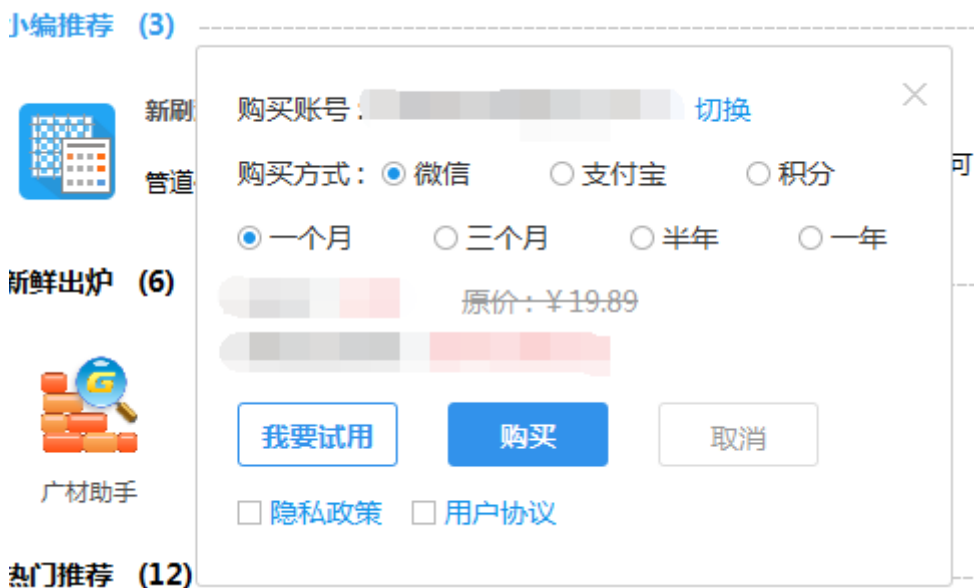 小编推荐 (3)
新刷
管道
可
购买账号：
切换
购买方式： 微信 支付宝 积分
一个月 三个月 半年 一年
原价：￥19.89
我要试用 购买 取消
隐私政策 用户协议
新鲜出炉 (6)
广材助手
热门推荐 (12)